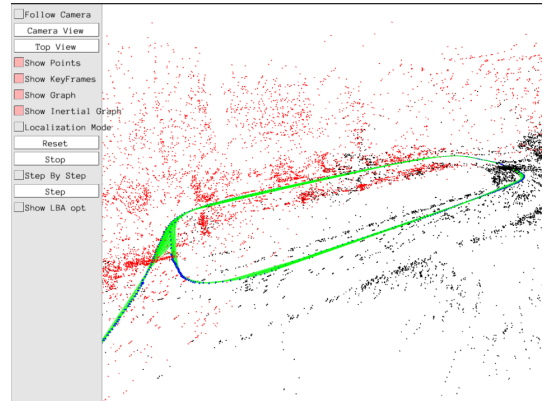 Follow Camera
Camera View
Top View
Show Points
Show KeyFrames
Show Graph
Show Inertial Graph
Localization Mode
Reset
Stop
Step By Step
Step
Show LBA opt